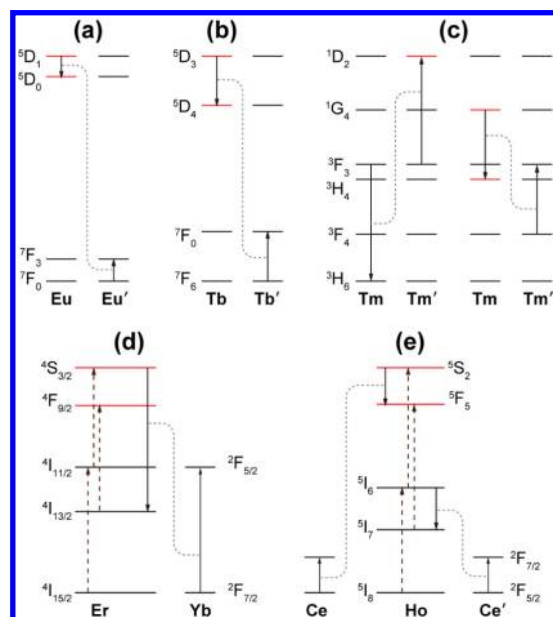 (a) (b) (c)
⁵D₁ ⁵D₃ ¹D₂
⁵D₀
⁵D₄ ¹G₄
³F₃
³H₄
⁷F₃ ⁷F₀ ³F₄
⁷F₀ ⁷F₆ ³H₆
Eu Eu′ Tb Tb′ Tm Tm′ Tm Tm′
(d) (e)
⁴S₃/₂ ⁵S₂
⁴F₉/₂ ⁵F₅
⁴I₁₁/₂ ²F₅/₂ ⁵I₆
⁴I₁₃/₂ ⁵I₇
²F₇/₂
⁴I₁₅/₂ ²F₇/₂ ⁵I₈ ²F₅/₂
Er Yb Ce Ho Ce′